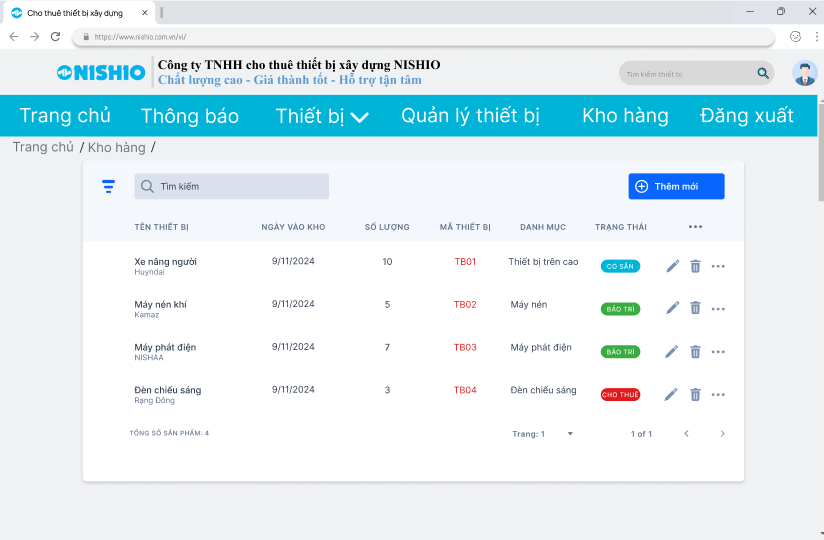 Cho thuê thiết bị xây dựng
https://www.nishio.com.vn/vi/
NISHIO
Công ty TNHH cho thuê thiết bị xây dựng NISHIO
Chất lượng cao - Giá thành tốt - Hỗ trợ tận tâm
Tìm kiếm thiết bị
Trang chủ Thông báo Thiết bị Quản lý thiết bị Kho hàng Đăng xuất
Trang chủ / Kho hàng /
Tìm kiếm
Thêm mới
TÊN THIẾT BỊ NGÀY VÀO KHO SỐ LƯỢNG MÃ THIẾT BỊ DANH MỤC TRẠNG THÁI
Xe nâng người 9/11/2024 10 TB01 Thiết bị trên cao CÓ SẴN
Huyndai
Máy nén khí 9/11/2024 5 TB02 Máy nén BẢO TRÌ
Kamaz
Máy phát điện 9/11/2024 7 TB03 Máy phát điện BẢO TRÌ
NISHAA
Đèn chiếu sáng 9/11/2024 3 TB04 Đèn chiếu sáng CHO THUÊ
Rạng Đông
TỔNG SỐ SẢN PHẨM: 4 Trang: 1 1 of 1